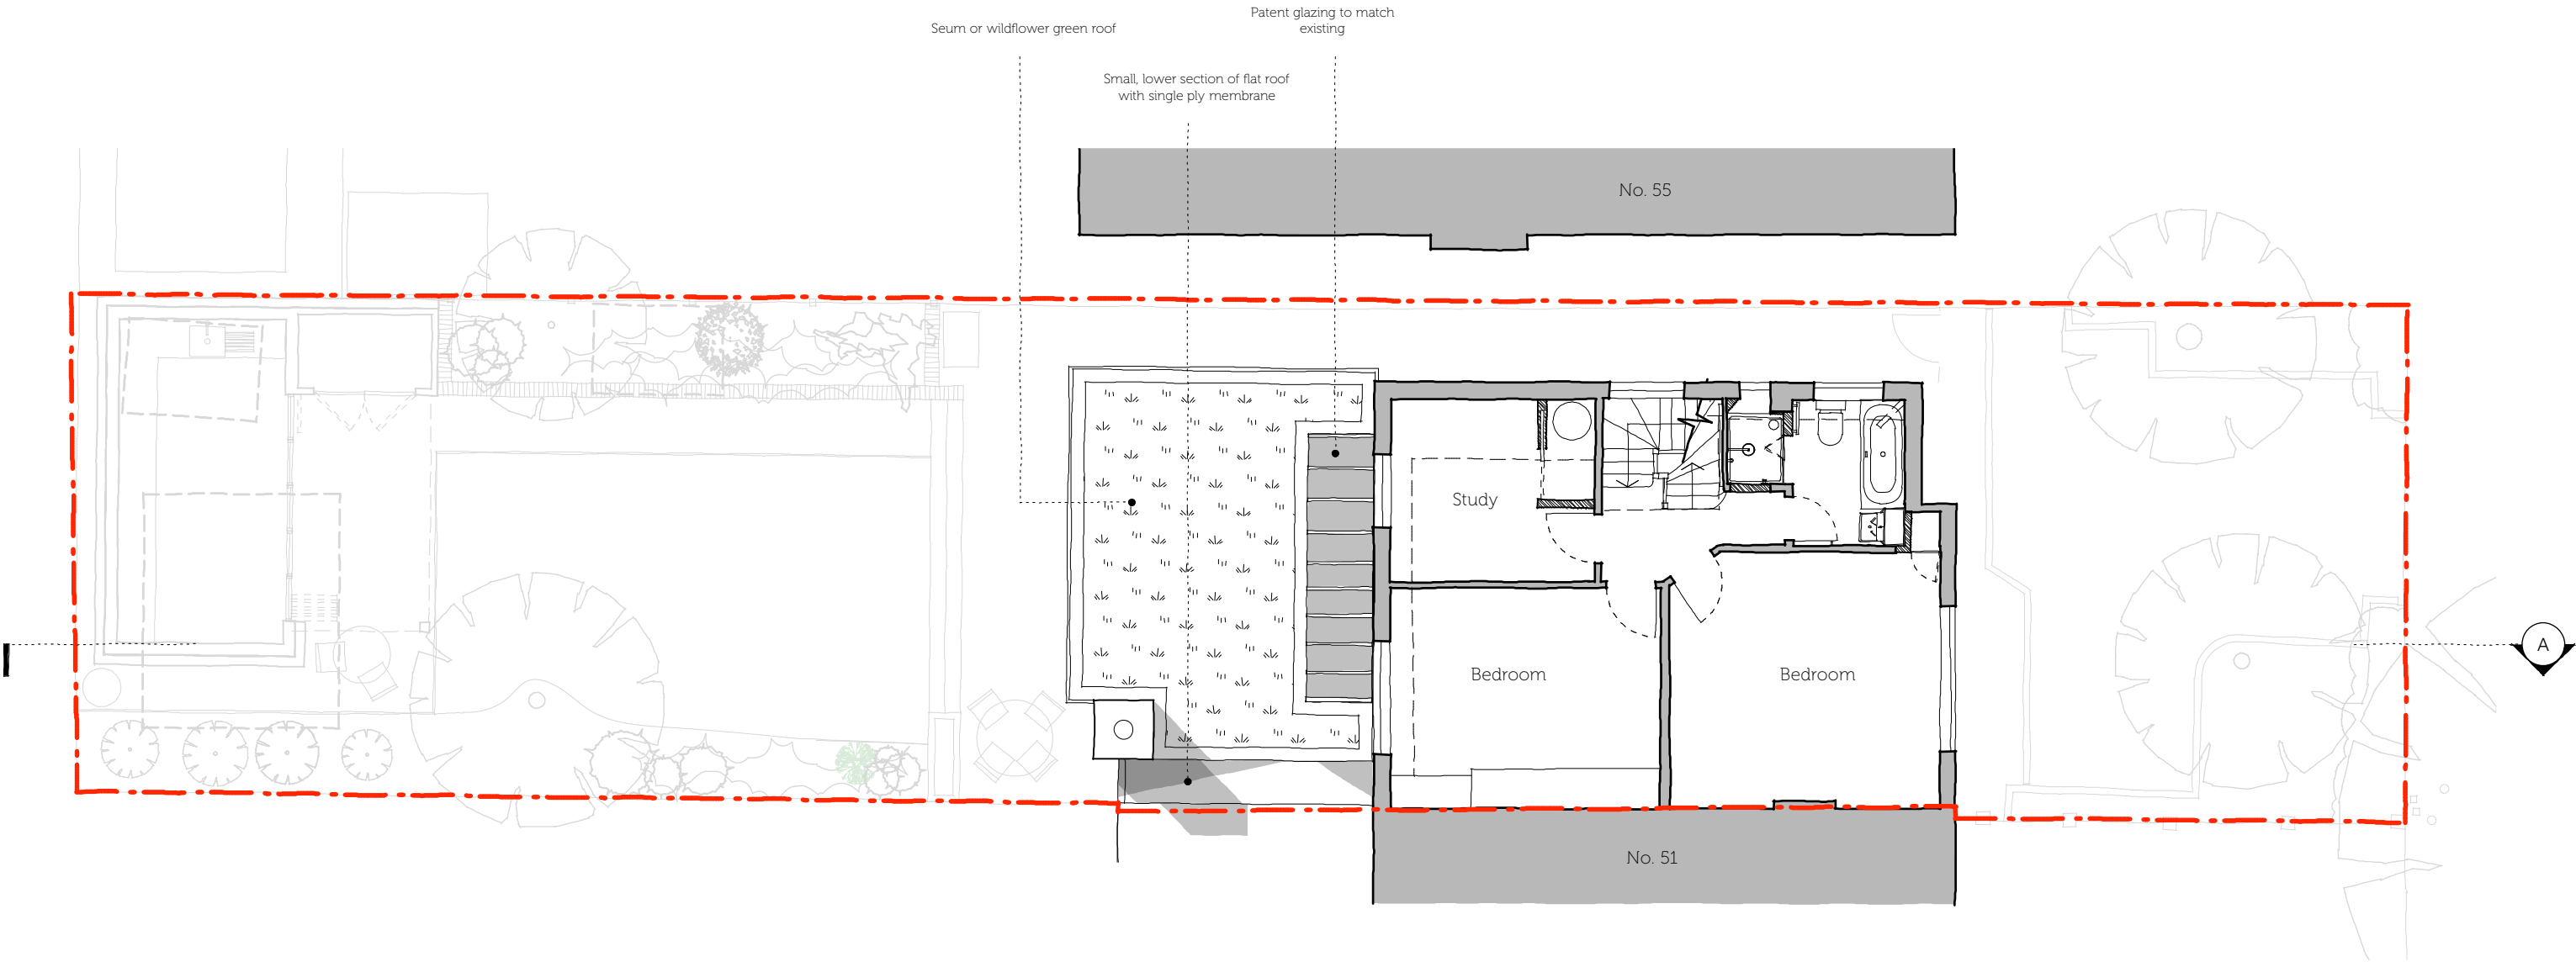 Patent glazing to match
existing
Seum or wildflower green roof
Small, lower section of flat roof
with single ply membrane
No. 55
Study
Bedroom
Bedroom
A
No. 51